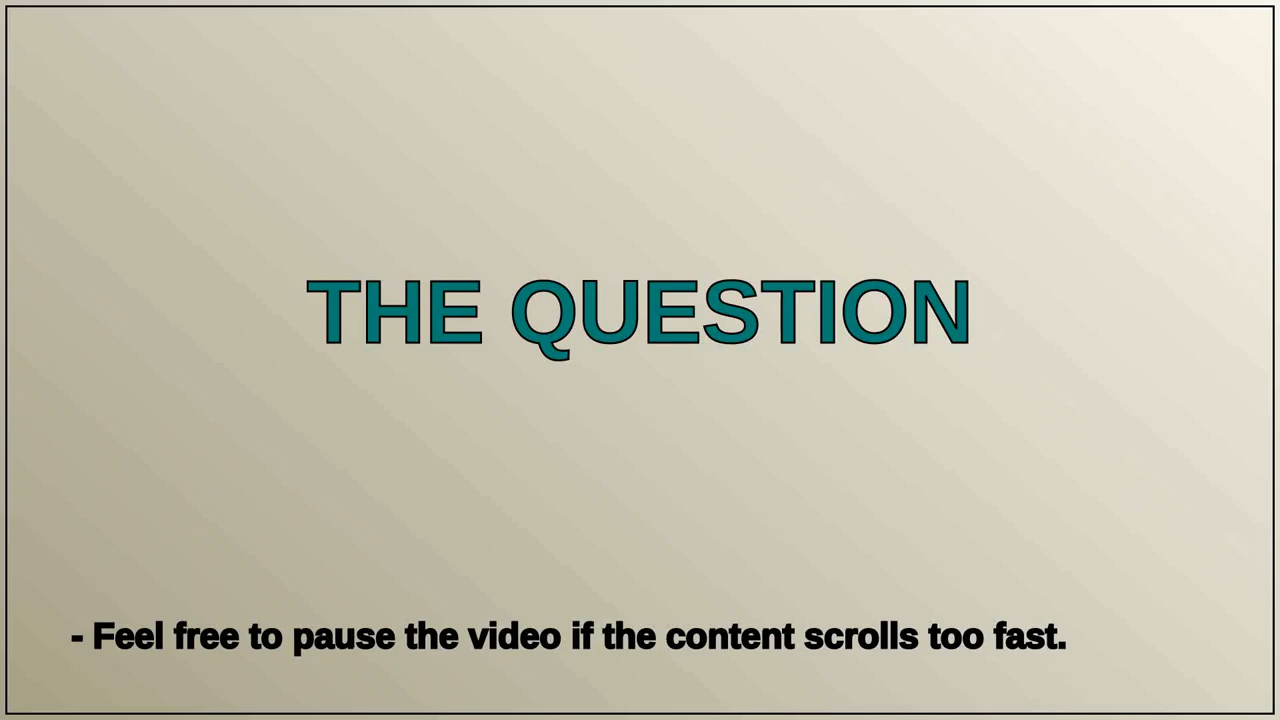 THE QUESTION
- Feel free to pause the video if the content scrolls too fast.